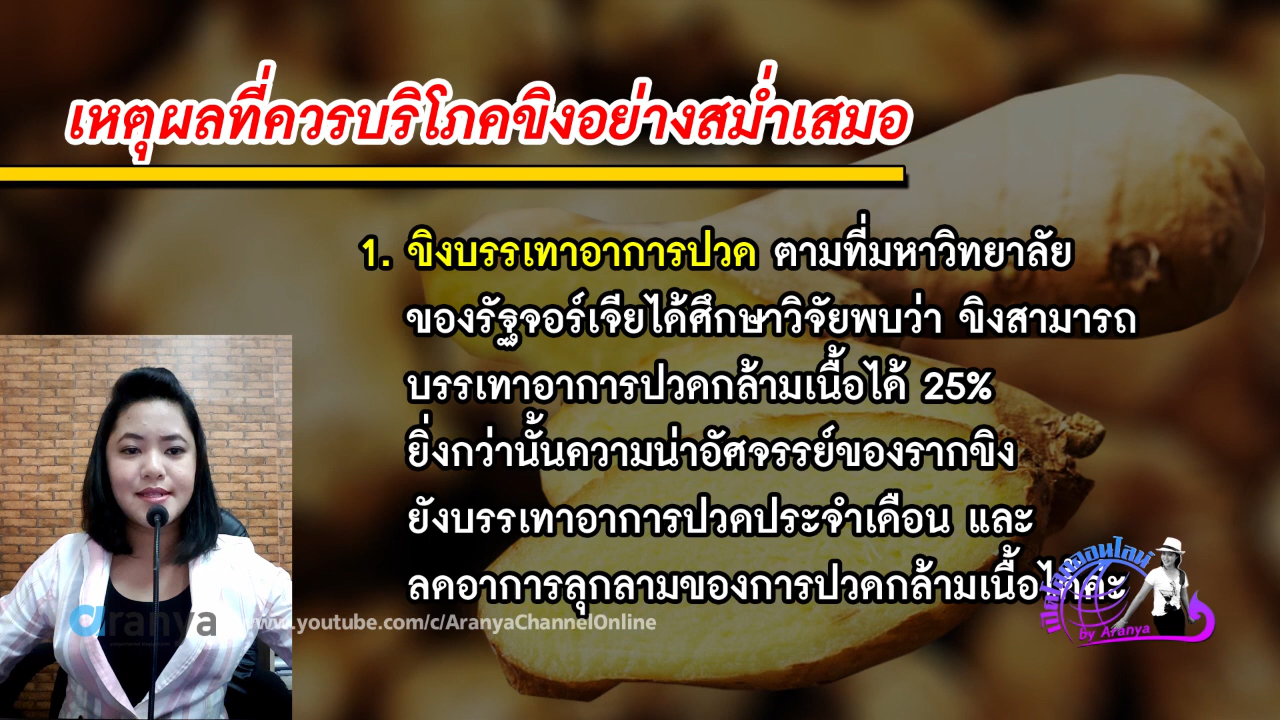 เหตุผลที่ควรบริโภคขิงอย่างสม่ำเสมอ
1. ขิงบรรเทาอาการปวด ตามที่มหาวิทยาลัย
ของรัฐจอร์เจียได้ศึกษาวิจัยพบว่า ขิงสามารถ
บรรเทาอาการปวดกล้ามเนื้อได้ 25%
ยิ่งกว่านั้นความน่าอัศจรรย์ของรากขิง
ยังบรรเทาอาการปวดประจำเดือน และ
ลดอาการลุกลามของการปวดกล้ามเนื้อได้ค่ะ
by Aranya
aranya
www.youtube.com/c/AranyaChannelOnline